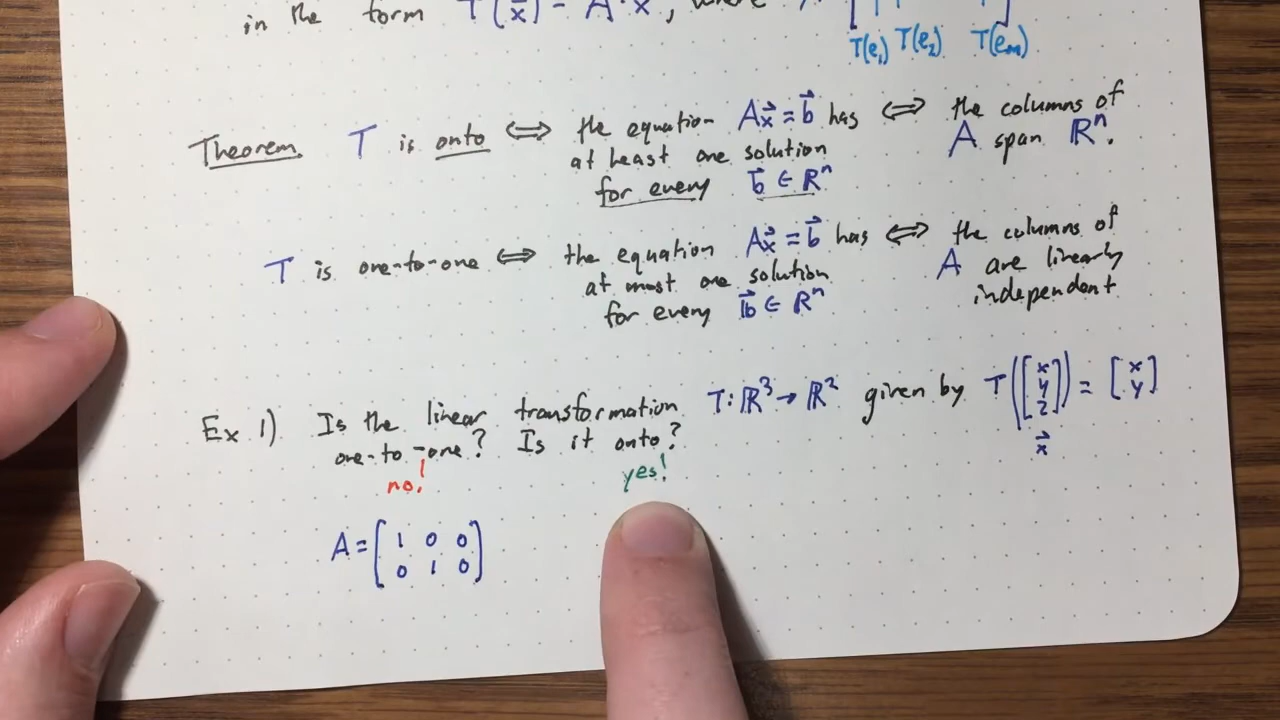 in the form T(x⃗) = A·x⃗, where
T(e₁) T(e₂) T(eₘ)
Theorem T is onto ⟺ the equation Ax⃗ = b⃗ has ⟺ the columns of
at least one solution A span ℝⁿ.
for every b⃗ ∈ ℝⁿ
T is one-to-one ⟺ the equation Ax⃗ = b⃗ has ⟺ the columns of
at most one solution A are linearly
for every b⃗ ∈ ℝⁿ independent
Ex 1) Is the linear transformation T: ℝ³ → ℝ² given by T([x y z]) = [x y]
one-to-one? Is it onto? x⃗
no! yes!
A = [1 0 0
0 1 0]